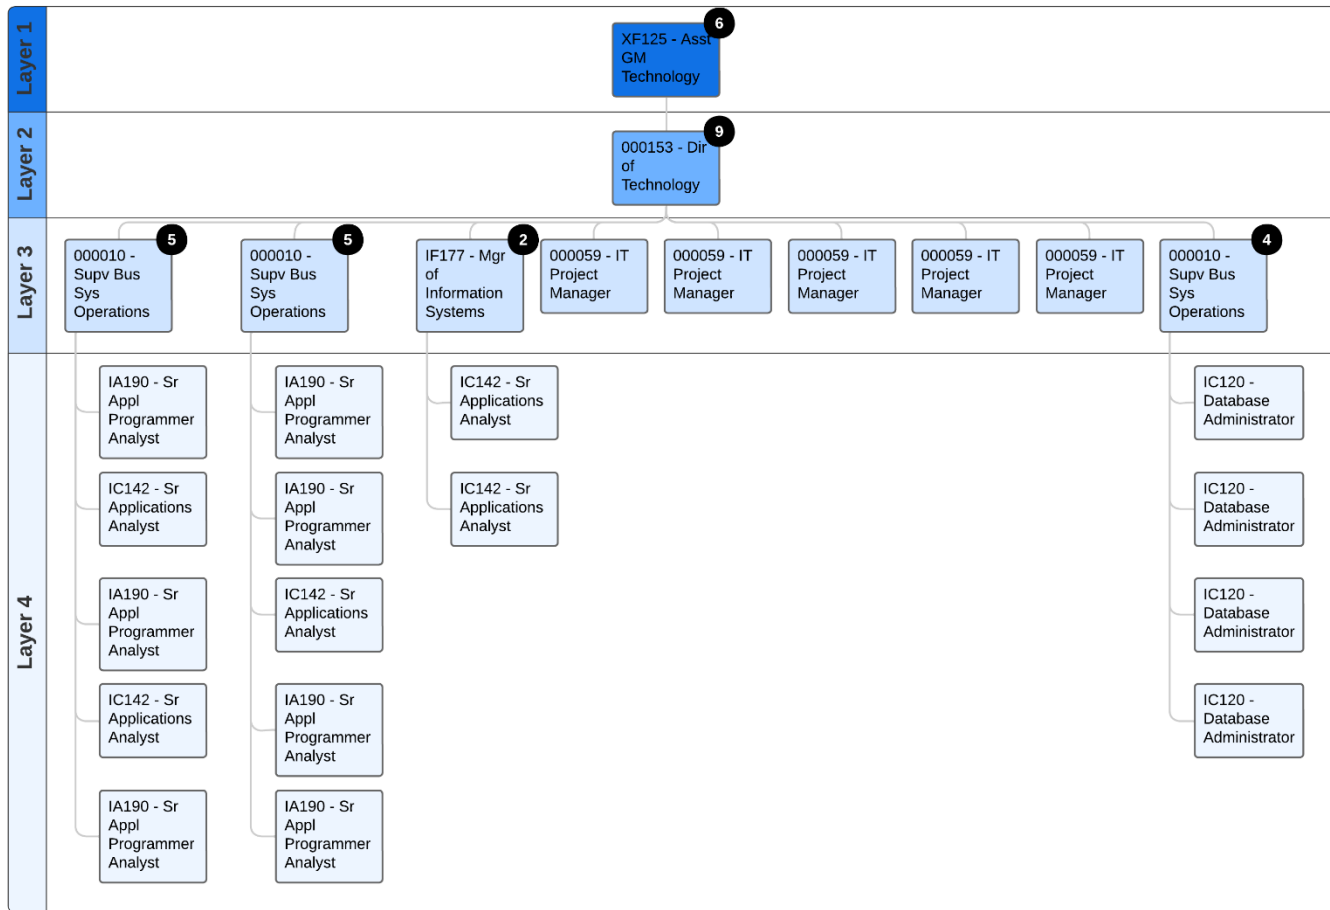 Layer 1
6
XF125 - Asst
GM
Technology
Layer 2
9
000153 - Dir
of
Technology
Layer 3
5
000010 -
Supv Bus
Sys
Operations
5
000010 -
Supv Bus
Sys
Operations
2
IF177 - Mgr
of
Information
Systems
000059 - IT
Project
Manager
000059 - IT
Project
Manager
000059 - IT
Project
Manager
000059 - IT
Project
Manager
000059 - IT
Project
Manager
4
000010 -
Supv Bus
Sys
Operations
Layer 4
IA190 - Sr
Appl
Programmer
Analyst
IC142 - Sr
Applications
Analyst
IA190 - Sr
Appl
Programmer
Analyst
IC142 - Sr
Applications
Analyst
IA190 - Sr
Appl
Programmer
Analyst
IA190 - Sr
Appl
Programmer
Analyst
IA190 - Sr
Appl
Programmer
Analyst
IC142 - Sr
Applications
Analyst
IA190 - Sr
Appl
Programmer
Analyst
IA190 - Sr
Appl
Programmer
Analyst
IC142 - Sr
Applications
Analyst
IC142 - Sr
Applications
Analyst
IC120 -
Database
Administrator
IC120 -
Database
Administrator
IC120 -
Database
Administrator
IC120 -
Database
Administrator